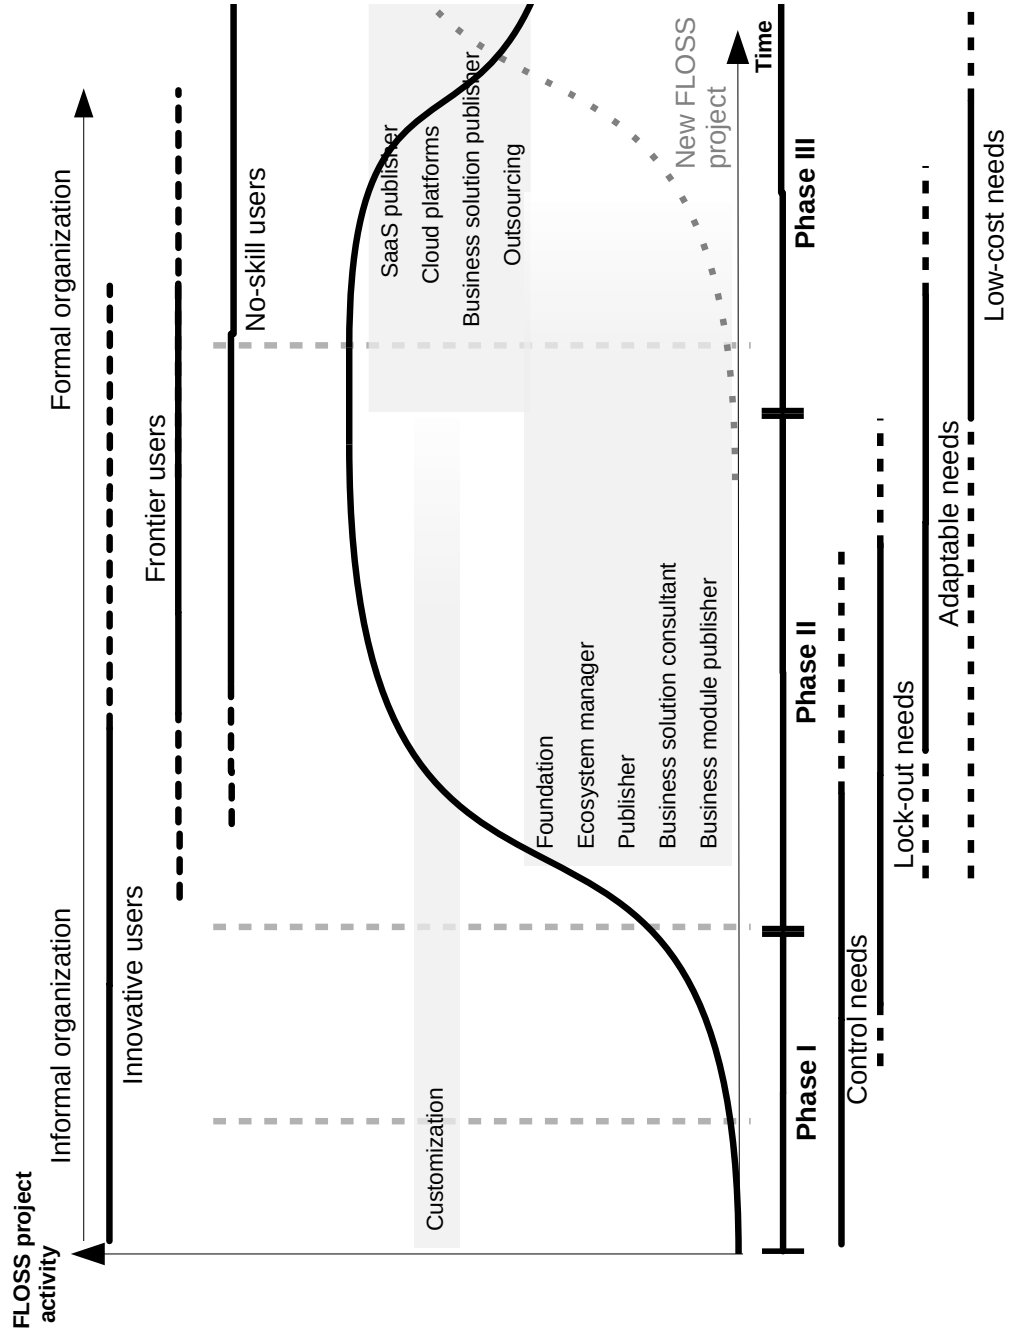 FLOSS project
activity
Informal organization
Formal organization
Innovative users
Frontier users
No-skill users
Customization
SaaS publisher
Cloud platforms
Business solution publisher
Outsourcing
Foundation
Ecosystem manager
Publisher
Business solution consultant
Business module publisher
New FLOSS
project
Time
Phase I
Phase II
Phase III
Control needs
Lock-out needs
Adaptable needs
Low-cost needs